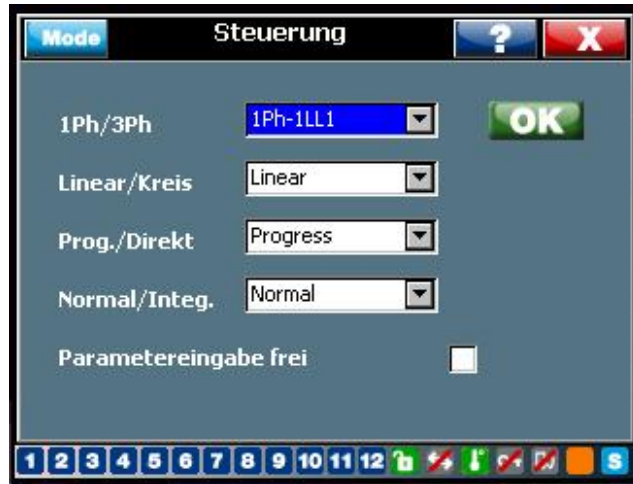 Mode Steuerung ? X
1Ph/3Ph 1Ph-1LL1 OK
Linear/Kreis Linear
Prog./Direkt Progress
Normal/Integ. Normal
Parametereingabe frei
1 2 3 4 5 6 7 8 9 10 11 12 S